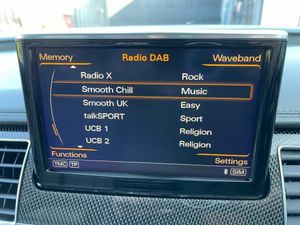 Memory Radio DAB Waveband
Radio X Rock
Smooth Chill Music
Smooth UK Easy
talkSPORT Sport
UCB 1 Religion
UCB 2 Religion
Functions Settings
TMC TP SIM